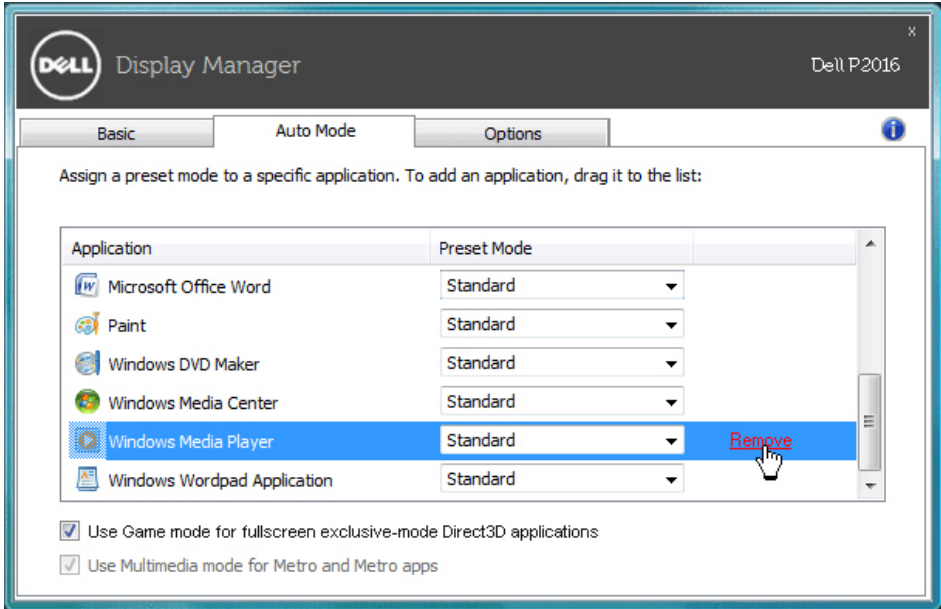 x
DELL Display Manager Dell P2016
Basic Auto Mode Options
Assign a preset mode to a specific application. To add an application, drag it to the list:
Application Preset Mode
Microsoft Office Word Standard
Paint Standard
Windows DVD Maker Standard
Windows Media Center Standard
Windows Media Player Standard Remove
Windows Wordpad Application Standard
Use Game mode for fullscreen exclusive-mode Direct3D applications
Use Multimedia mode for Metro and Metro apps